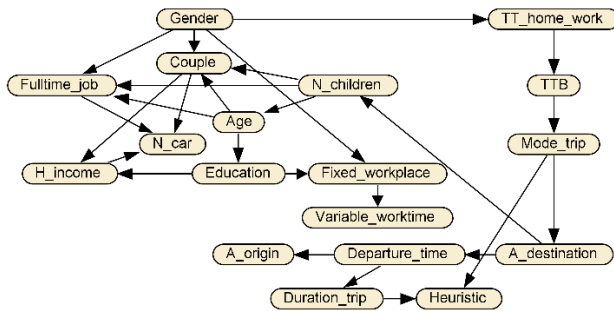 Gender
TT_home_work
Couple
Fulltime_job
N_children
TTB
Age
N_car
Mode_trip
H_income
Education
Fixed_workplace
Variable_worktime
A_origin
Departure_time
A_destination
Duration_trip
Heuristic